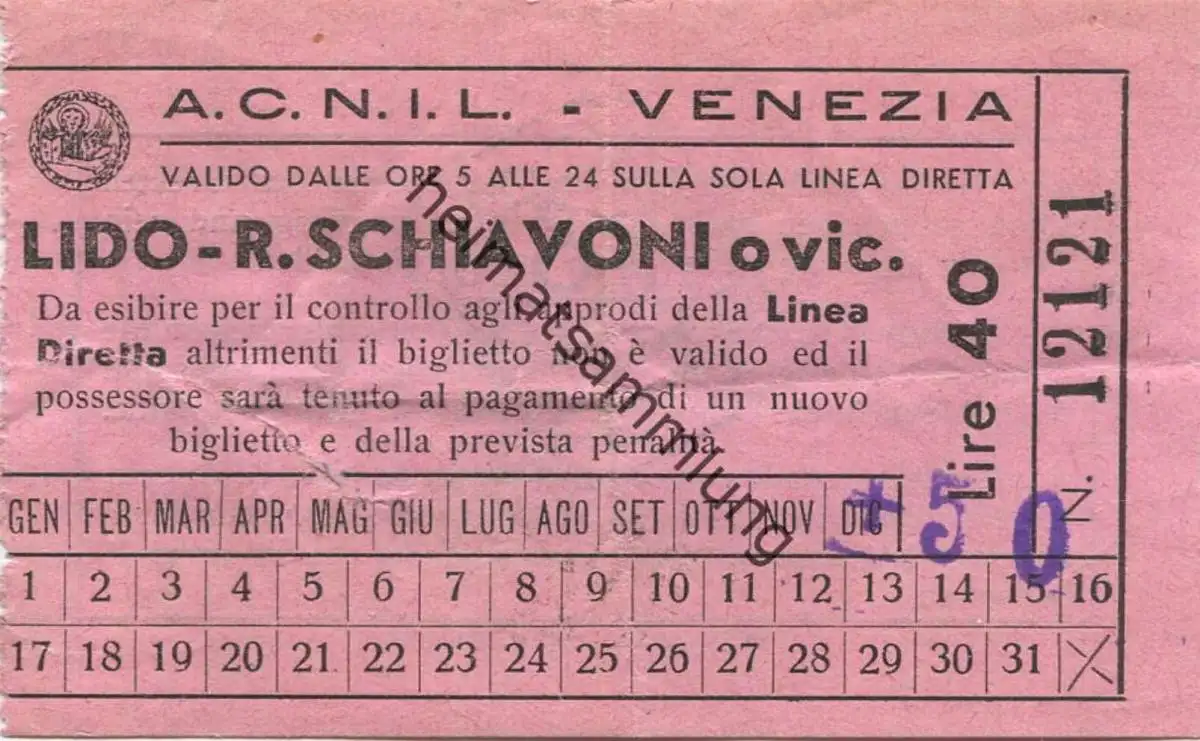 A.C.N.I.L. - VENEZIA
VALIDO DALLE ORE 5 ALLE 24 SULLA SOLA LINEA DIRETTA
LIDO-R.SCHIAVONI o vic.
Da esibire per il controllo agli approdi della Linea
Diretta altrimenti il biglietto non è valido ed il
possessore sarà tenuto al pagamento di un nuovo
biglietto e della prevista penalità
Lire 40
N. 12121
heimatsammlung
GEN FEB MAR APR MAG GIU LUG AGO SET OTT NOV DIC
50
1 2 3 4 5 6 7 8 9 10 11 12 13 14 15 16
17 18 19 20 21 22 23 24 25 26 27 28 29 30 31